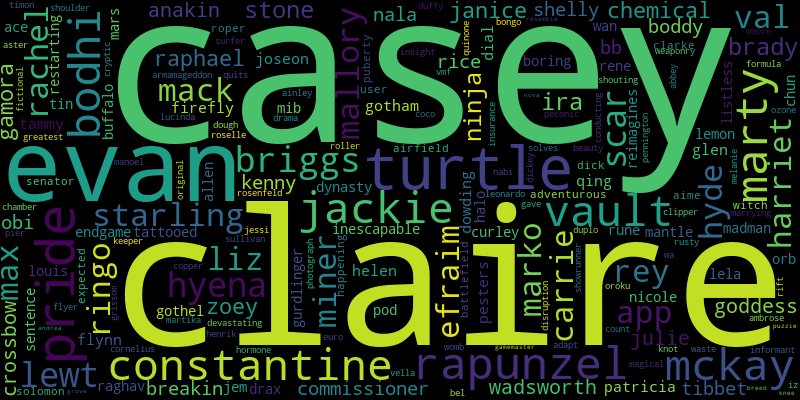 casey
claire
evan
turtle
constantine
rapunzel
mckay
jackie
vault
pride
briggs
starling
bodhi
mack
hyena
rey
liz
marty
scar
lewt
ringo
efraim
mallory
rachel
stone
val
marko
carrie
miner
harriet
hyde
max
goddess
app
ninja
ira
brady
chemical
janice
nala
anakin
raphael
joseon
firefly
mib
gotham
rice
dial
shelly
wan
bb
rene
boring
boddy
clarke
weaponry
duffy
bongo
resemble
timon
shoulder
ace
roper
surfer
mars
cryptic
aster
fictional
gamora
restarting
tin
buffalo
tammy
greatest
armamageddon
quits
ainley
lucinda
drama
dough
roselle
puberty
user
vmf
coco
insurance
airfield
roller
equinone
insight
nova
shouting
abbey
moore
formula
listless
ozone
chun
lemon
glen
conducting
pennington
reimagines
peconic
solves
beauty
dick
dickey
nabi
qing
adventurous
aime
witch
melanie
marrying
clipper
madman
orb
rusty
mantle
rune
duplo
gave
leonardo
halo
dowding
curley
battlefield
pesters
dynasty
inescapable
kenny
allen
original
rosenfeld
manoel
senator
chamber
obi
endgame
tattooed
jessi
keeper
sullivan
pier
expected
louis
copper
gurdlinger
photograph
happening
helen
pod
zoey
gothel
martika
devastating
grissom
crossbow
sentence
flyer
andrea
flynn
cornelius
henrik
hormone
euro
vella
womb
solomon
raghav
breakin
jem
drax
commissioner
bel
wadsworth
gamemaster
adapt
count
magical
knot
patricia
waste
tibbet
breed
informant
puzzle
knee
iz
ambrose
rift
julie
nicole
lela
wa
showrunner
oroku
disruption
grove